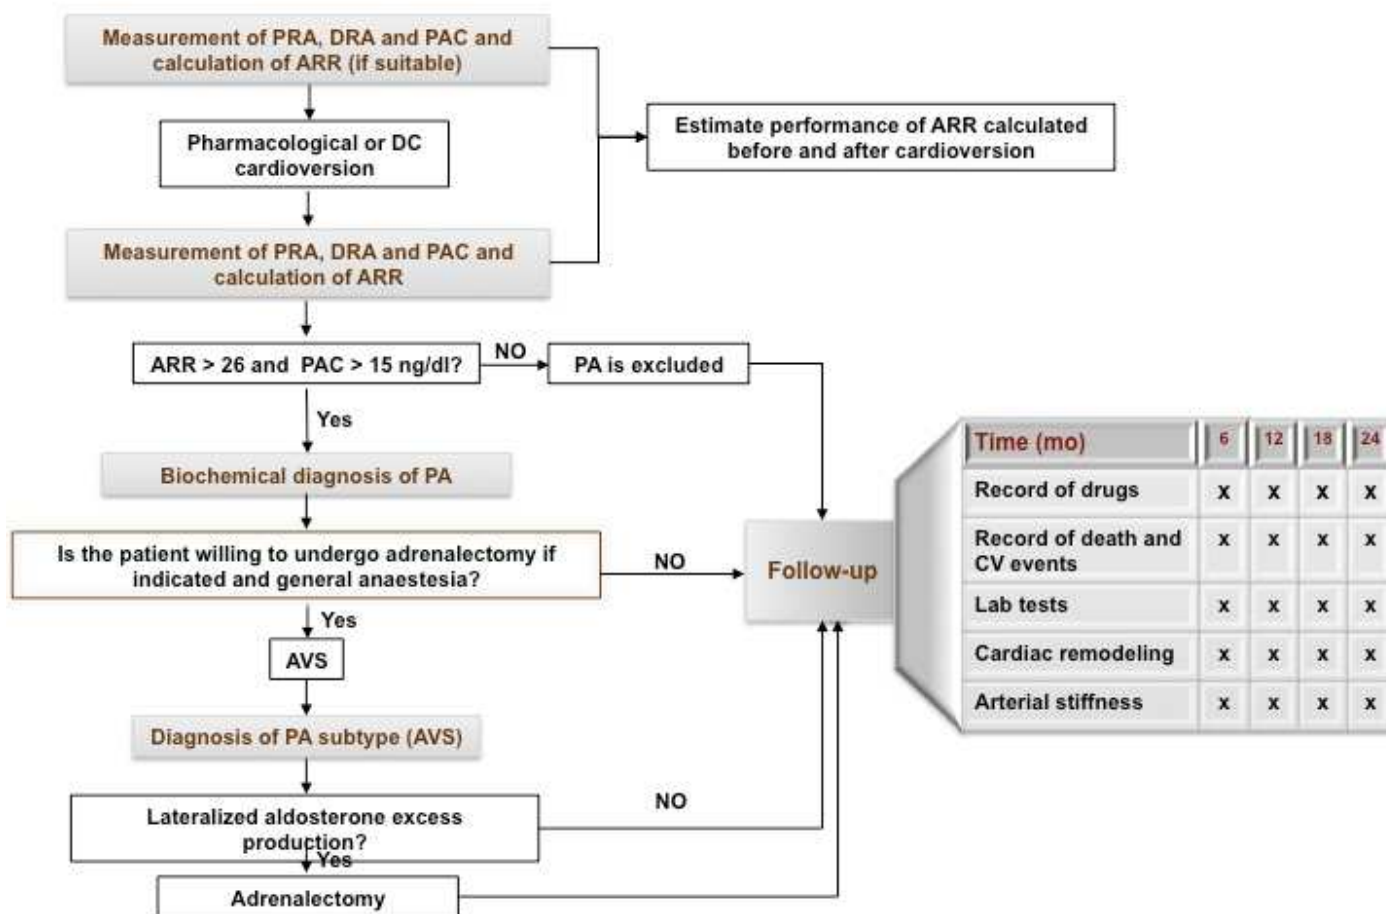 Measurement of PRA, DRA and PAC and
calculation of ARR (if suitable)
Pharmacological or DC
cardioversion
Estimate performance of ARR calculated
before and after cardioversion
Measurement of PRA, DRA and PAC and
calculation of ARR
ARR > 26 and PAC > 15 ng/dl?
NO
PA is excluded
Yes
Biochemical diagnosis of PA
Is the patient willing to undergo adrenalectomy if
indicated and general anaestesia?
NO
Yes
AVS
Diagnosis of PA subtype (AVS)
Lateralized aldosterone excess
production?
NO
Yes
Adrenalectomy
Follow-up
Time (mo) 6 12 18 24
Record of drugs x x x x
Record of death and x x x x
CV events
Lab tests x x x x
Cardiac remodeling x x x x
Arterial stiffness x x x x